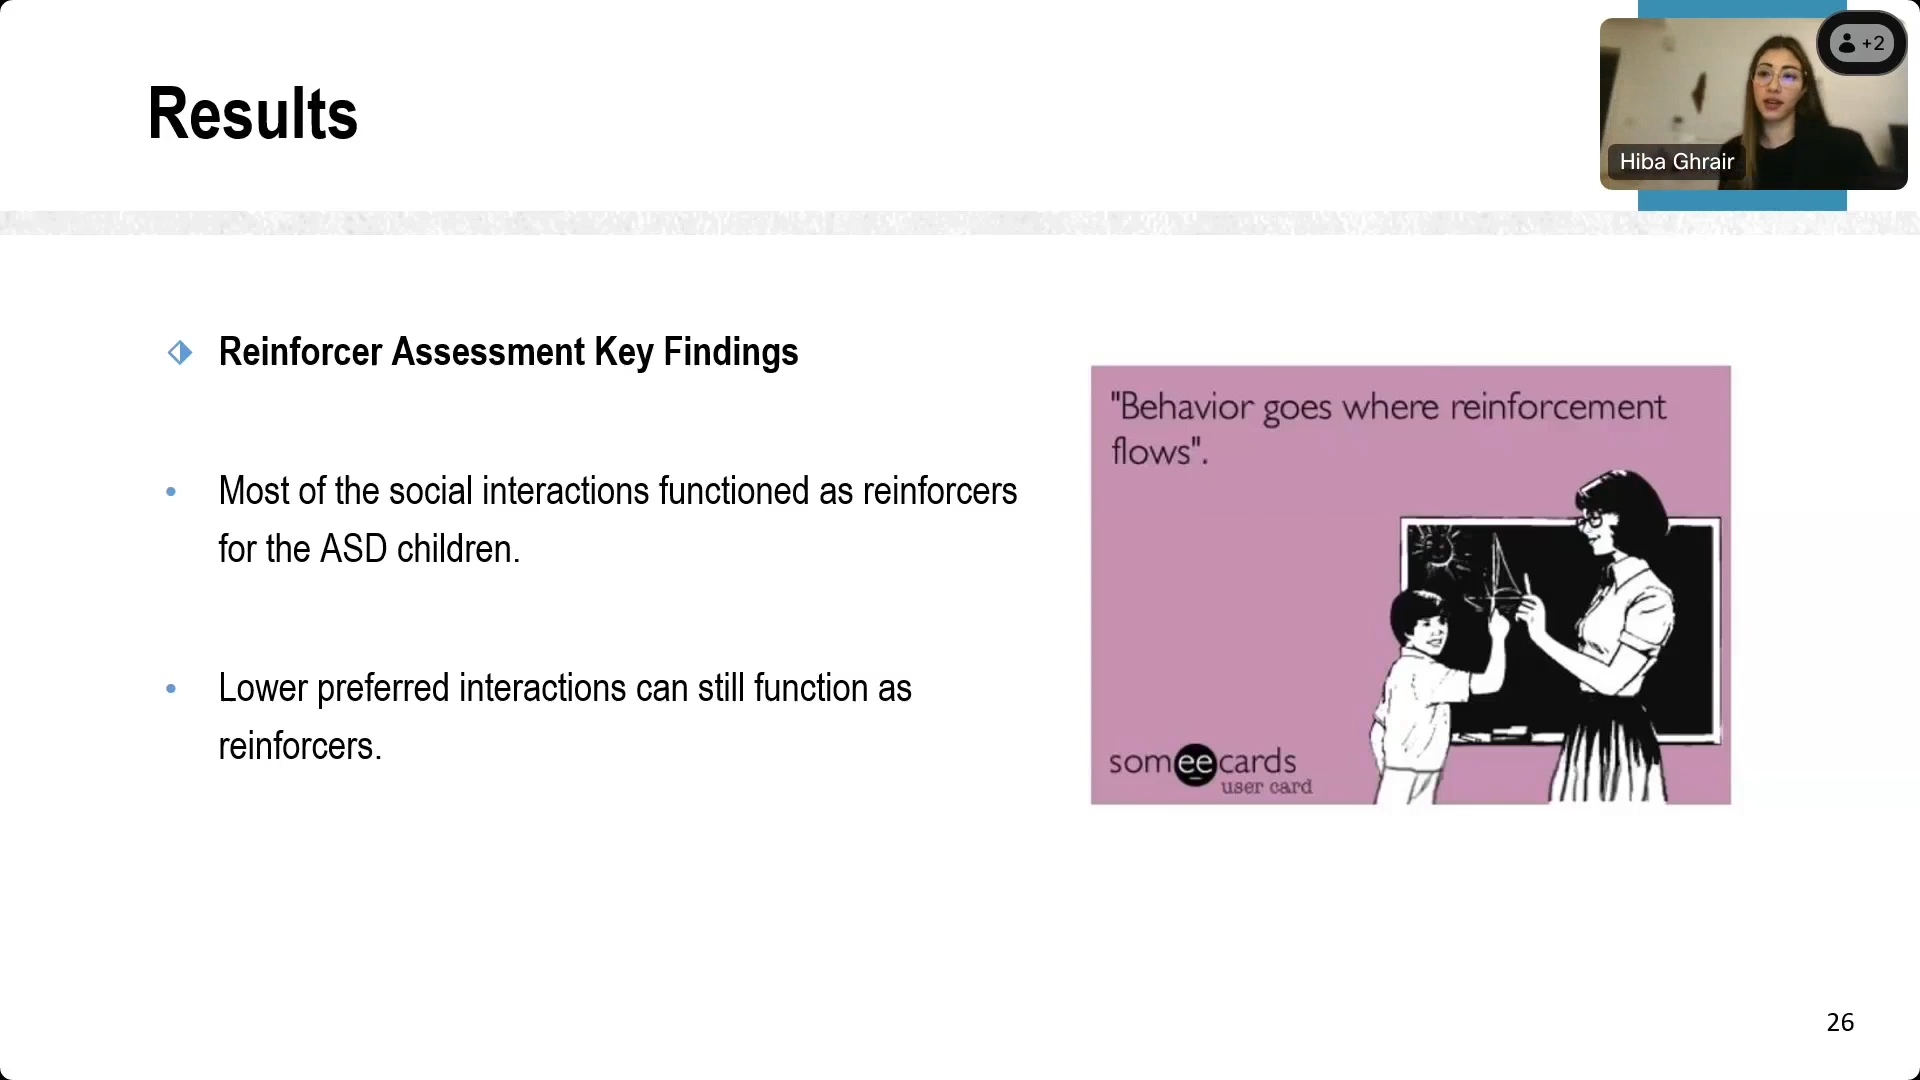 Results
+2
Hiba Ghrair
Reinforcer Assessment Key Findings
Most of the social interactions functioned as reinforcers
for the ASD children.
Lower preferred interactions can still function as
reinforcers.
"Behavior goes where reinforcement
flows".
someecards
user card
26